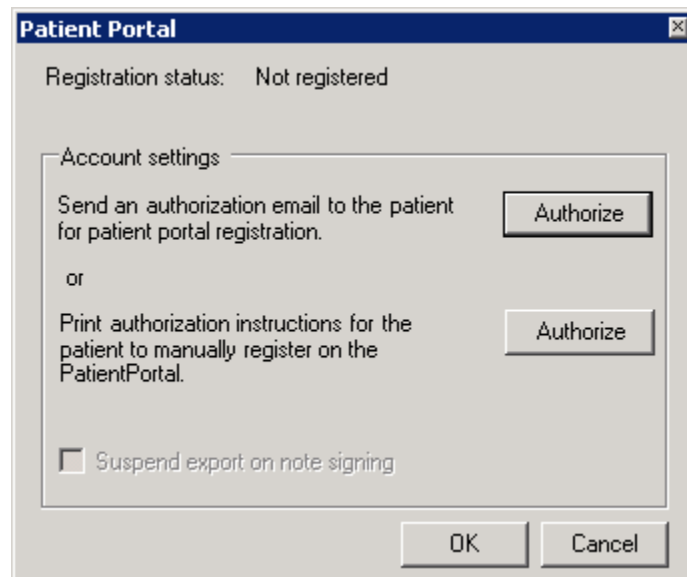 Patient Portal
Registration status: Not registered
Account settings
Send an authorization email to the patient
for patient portal registration.
Authorize
or
Print authorization instructions for the
patient to manually register on the
PatientPortal.
Authorize
Suspend export on note signing
OK
Cancel